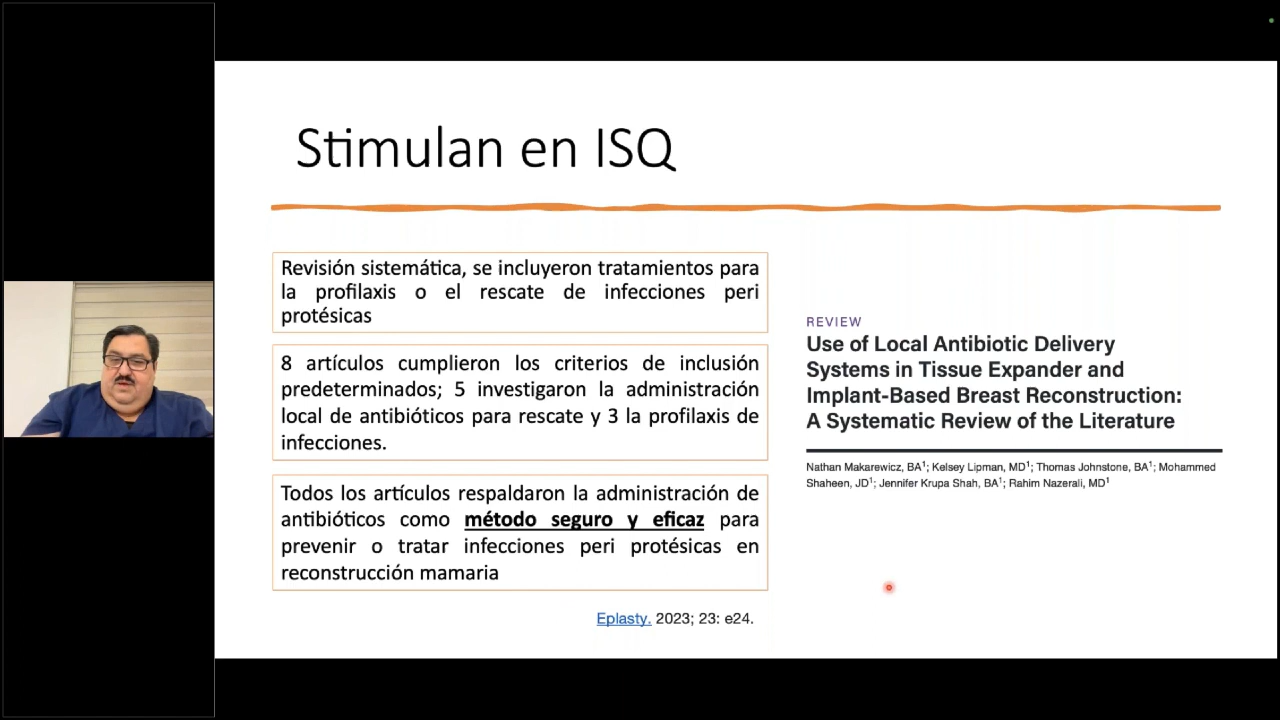 Stimulan en ISQ
Revisión sistemática, se incluyeron tratamientos para
la profilaxis o el rescate de infecciones peri
protésicas
8 artículos cumplieron los criterios de inclusión
predeterminados; 5 investigaron la administración
local de antibióticos para rescate y 3 la profilaxis de
infecciones.
Todos los artículos respaldaron la administración de
antibióticos como método seguro y eficaz para
prevenir o tratar infecciones peri protésicas en
reconstrucción mamaria
Eplasty. 2023; 23: e24.
REVIEW
Use of Local Antibiotic Delivery
Systems in Tissue Expander and
Implant-Based Breast Reconstruction:
A Systematic Review of the Literature
Nathan Makarewicz, BA1; Kelsey Lipman, MD1; Thomas Johnstone, BA1; Mohammed
Shaheen, JD1; Jennifer Krupa Shah, BA1; Rahim Nazerali, MD1